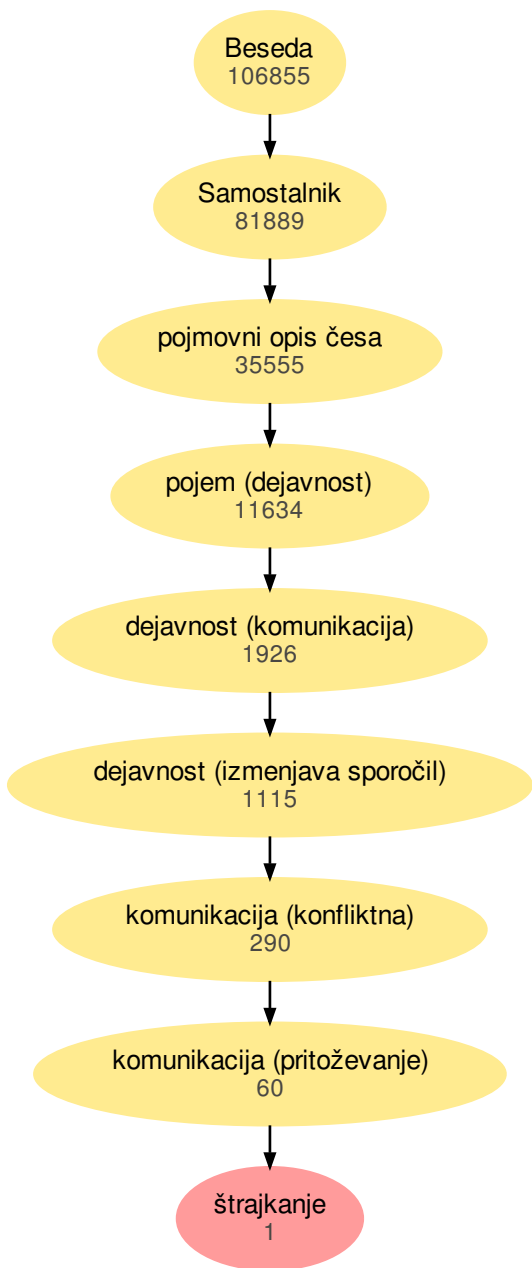 Beseda
106855
Samostalnik
81889
pojmovni opis česa
35555
pojem (dejavnost)
11634
dejavnost (komunikacija)
1926
dejavnost (izmenjava sporočil)
1115
komunikacija (konfliktna)
290
komunikacija (pritoževanje)
60
štrajkanje
1